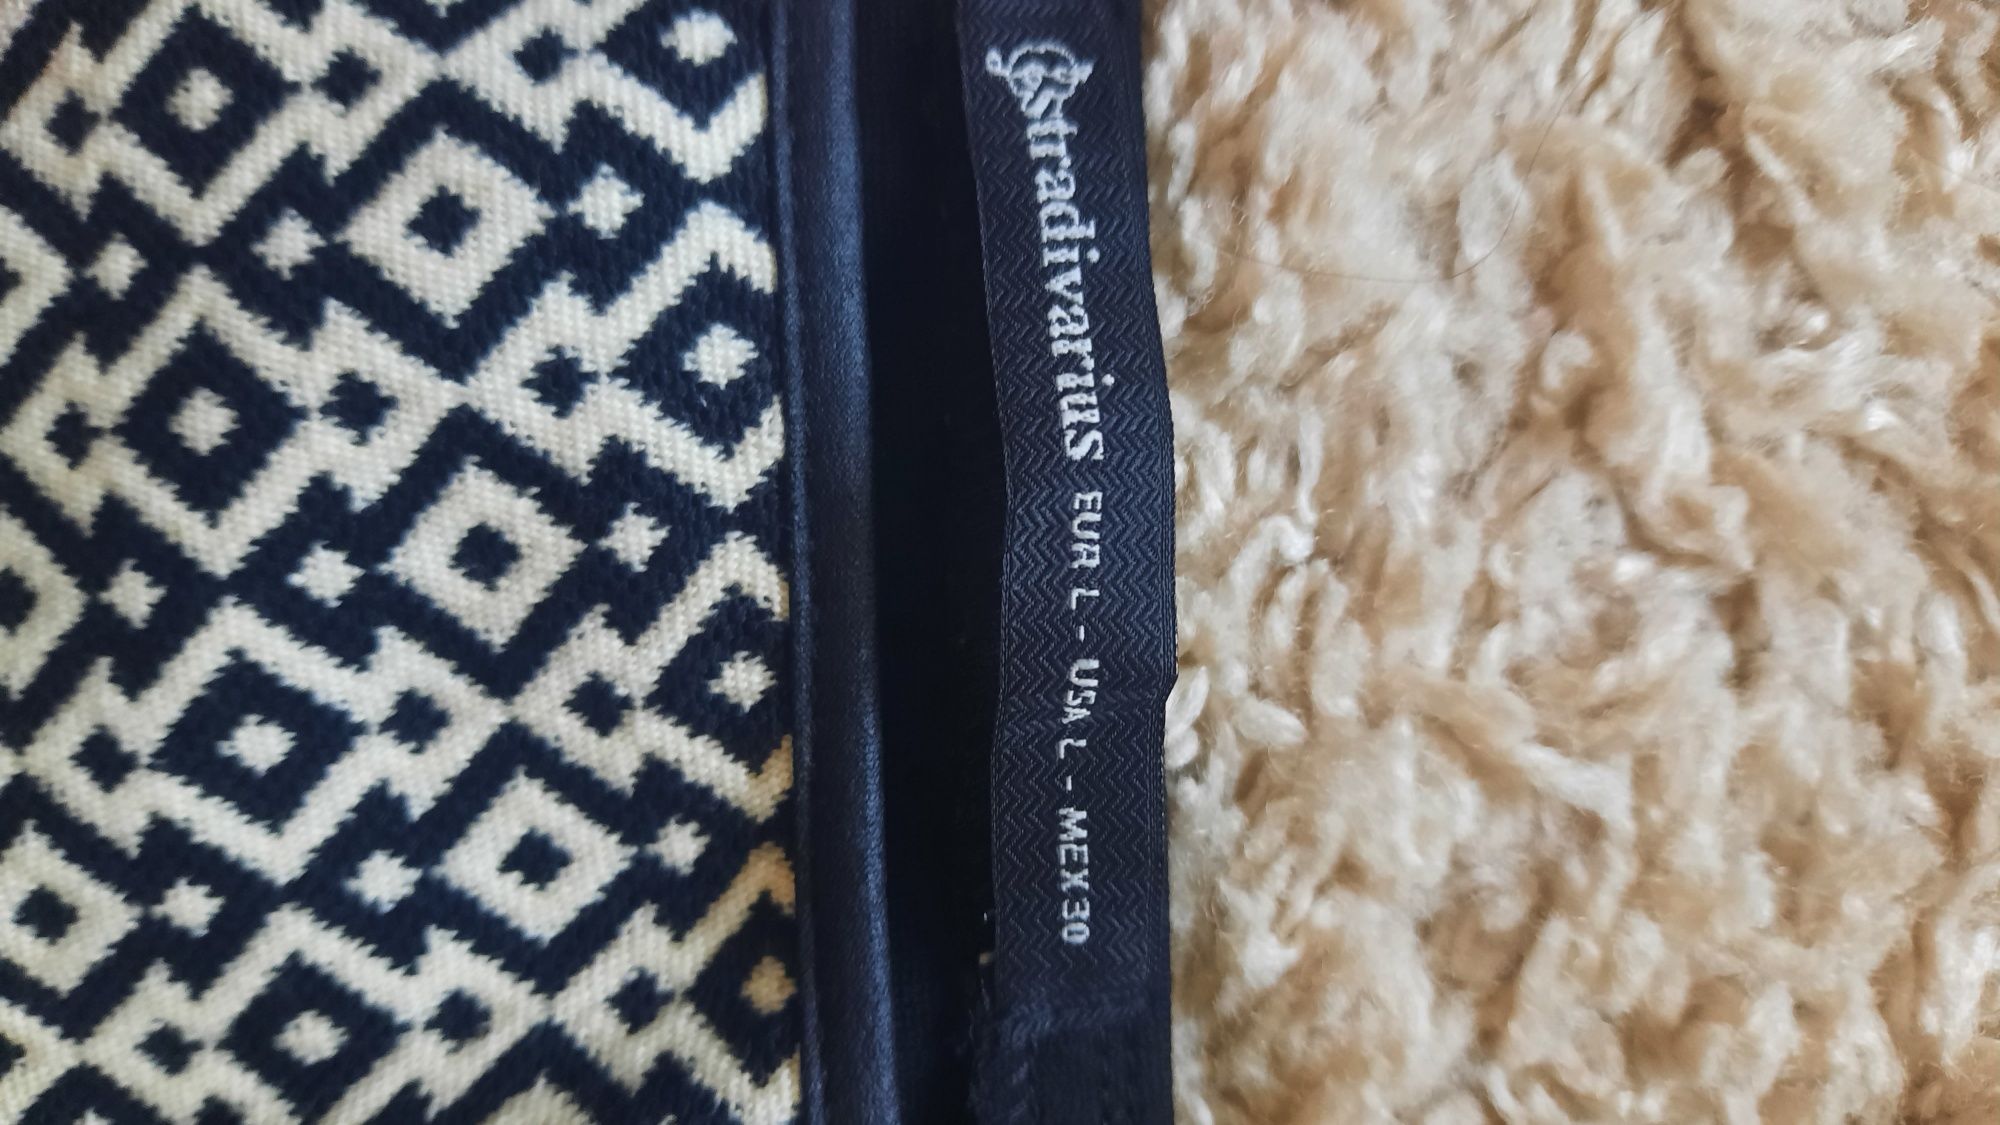 stradivarius EUR L - USA L - MEX 30